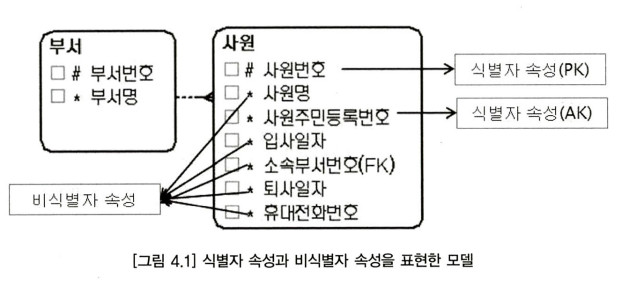 부서
# 부서번호
* 부서명
사원
# 사원번호
* 사원명
* 사원주민등록번호
* 입사일자
* 소속부서번호(FK)
* 퇴사일자
* 휴대전화번호
식별자 속성(PK)
식별자 속성(AK)
비식별자 속성
[그림 4.1] 식별자 속성과 비식별자 속성을 표현한 모델